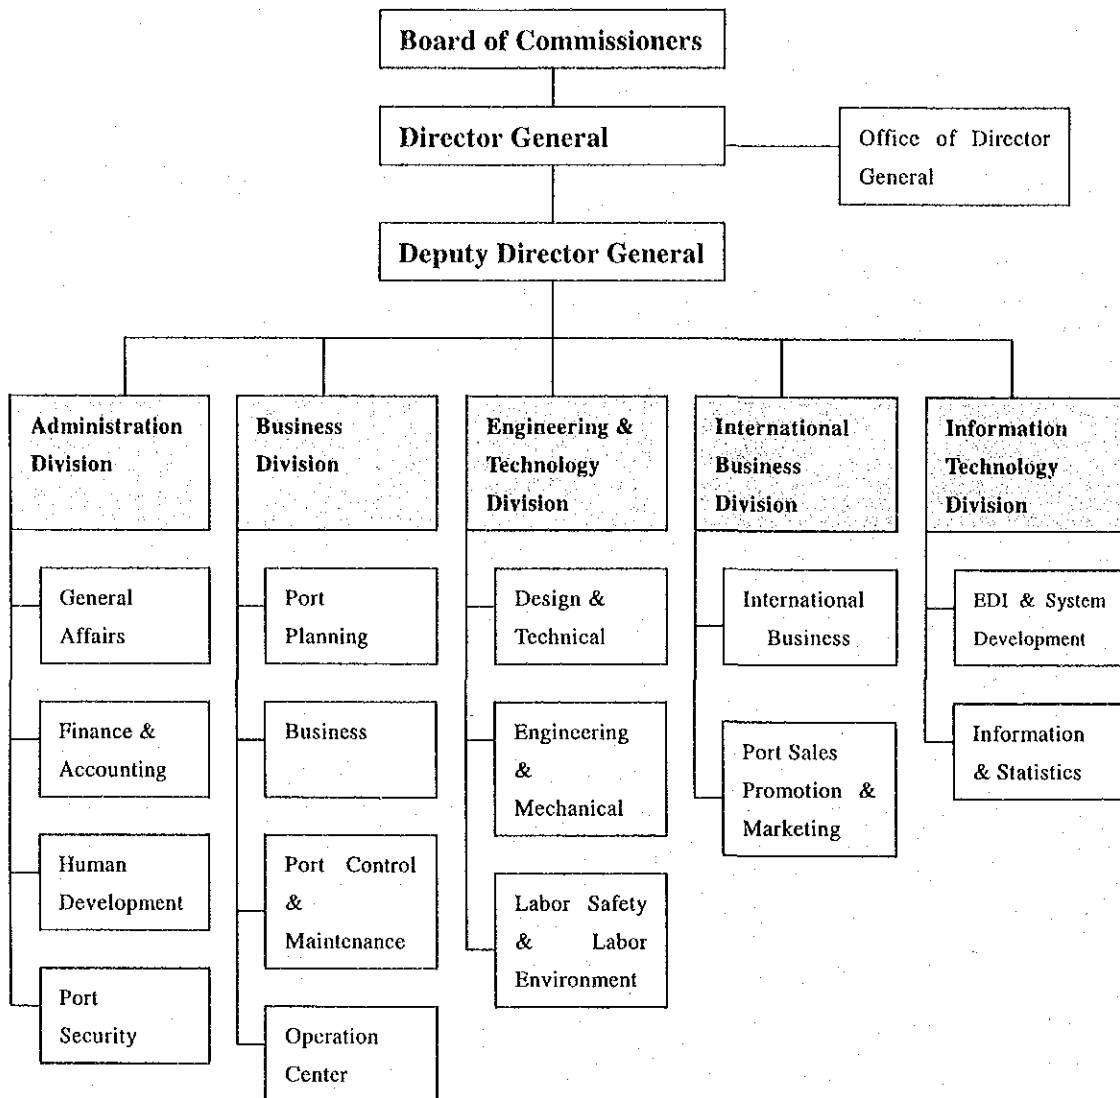 Board of Commissioners
Director General
Office of Director
General
Deputy Director General
Administration
Division
General
Affairs
Finance &
Accounting
Human
Development
Port
Security
Business
Division
Port
Planning
Business
Port Control
&
Maintenance
Operation
Center
Engineering &
Technology
Division
Design &
Technical
Engineering
&
Mechanical
Labor Safety
& Labor
Environment
International
Business
Division
International
Business
Port Sales
Promotion &
Marketing
Information
Technology
Division
EDI & System
Development
Information
& Statistics